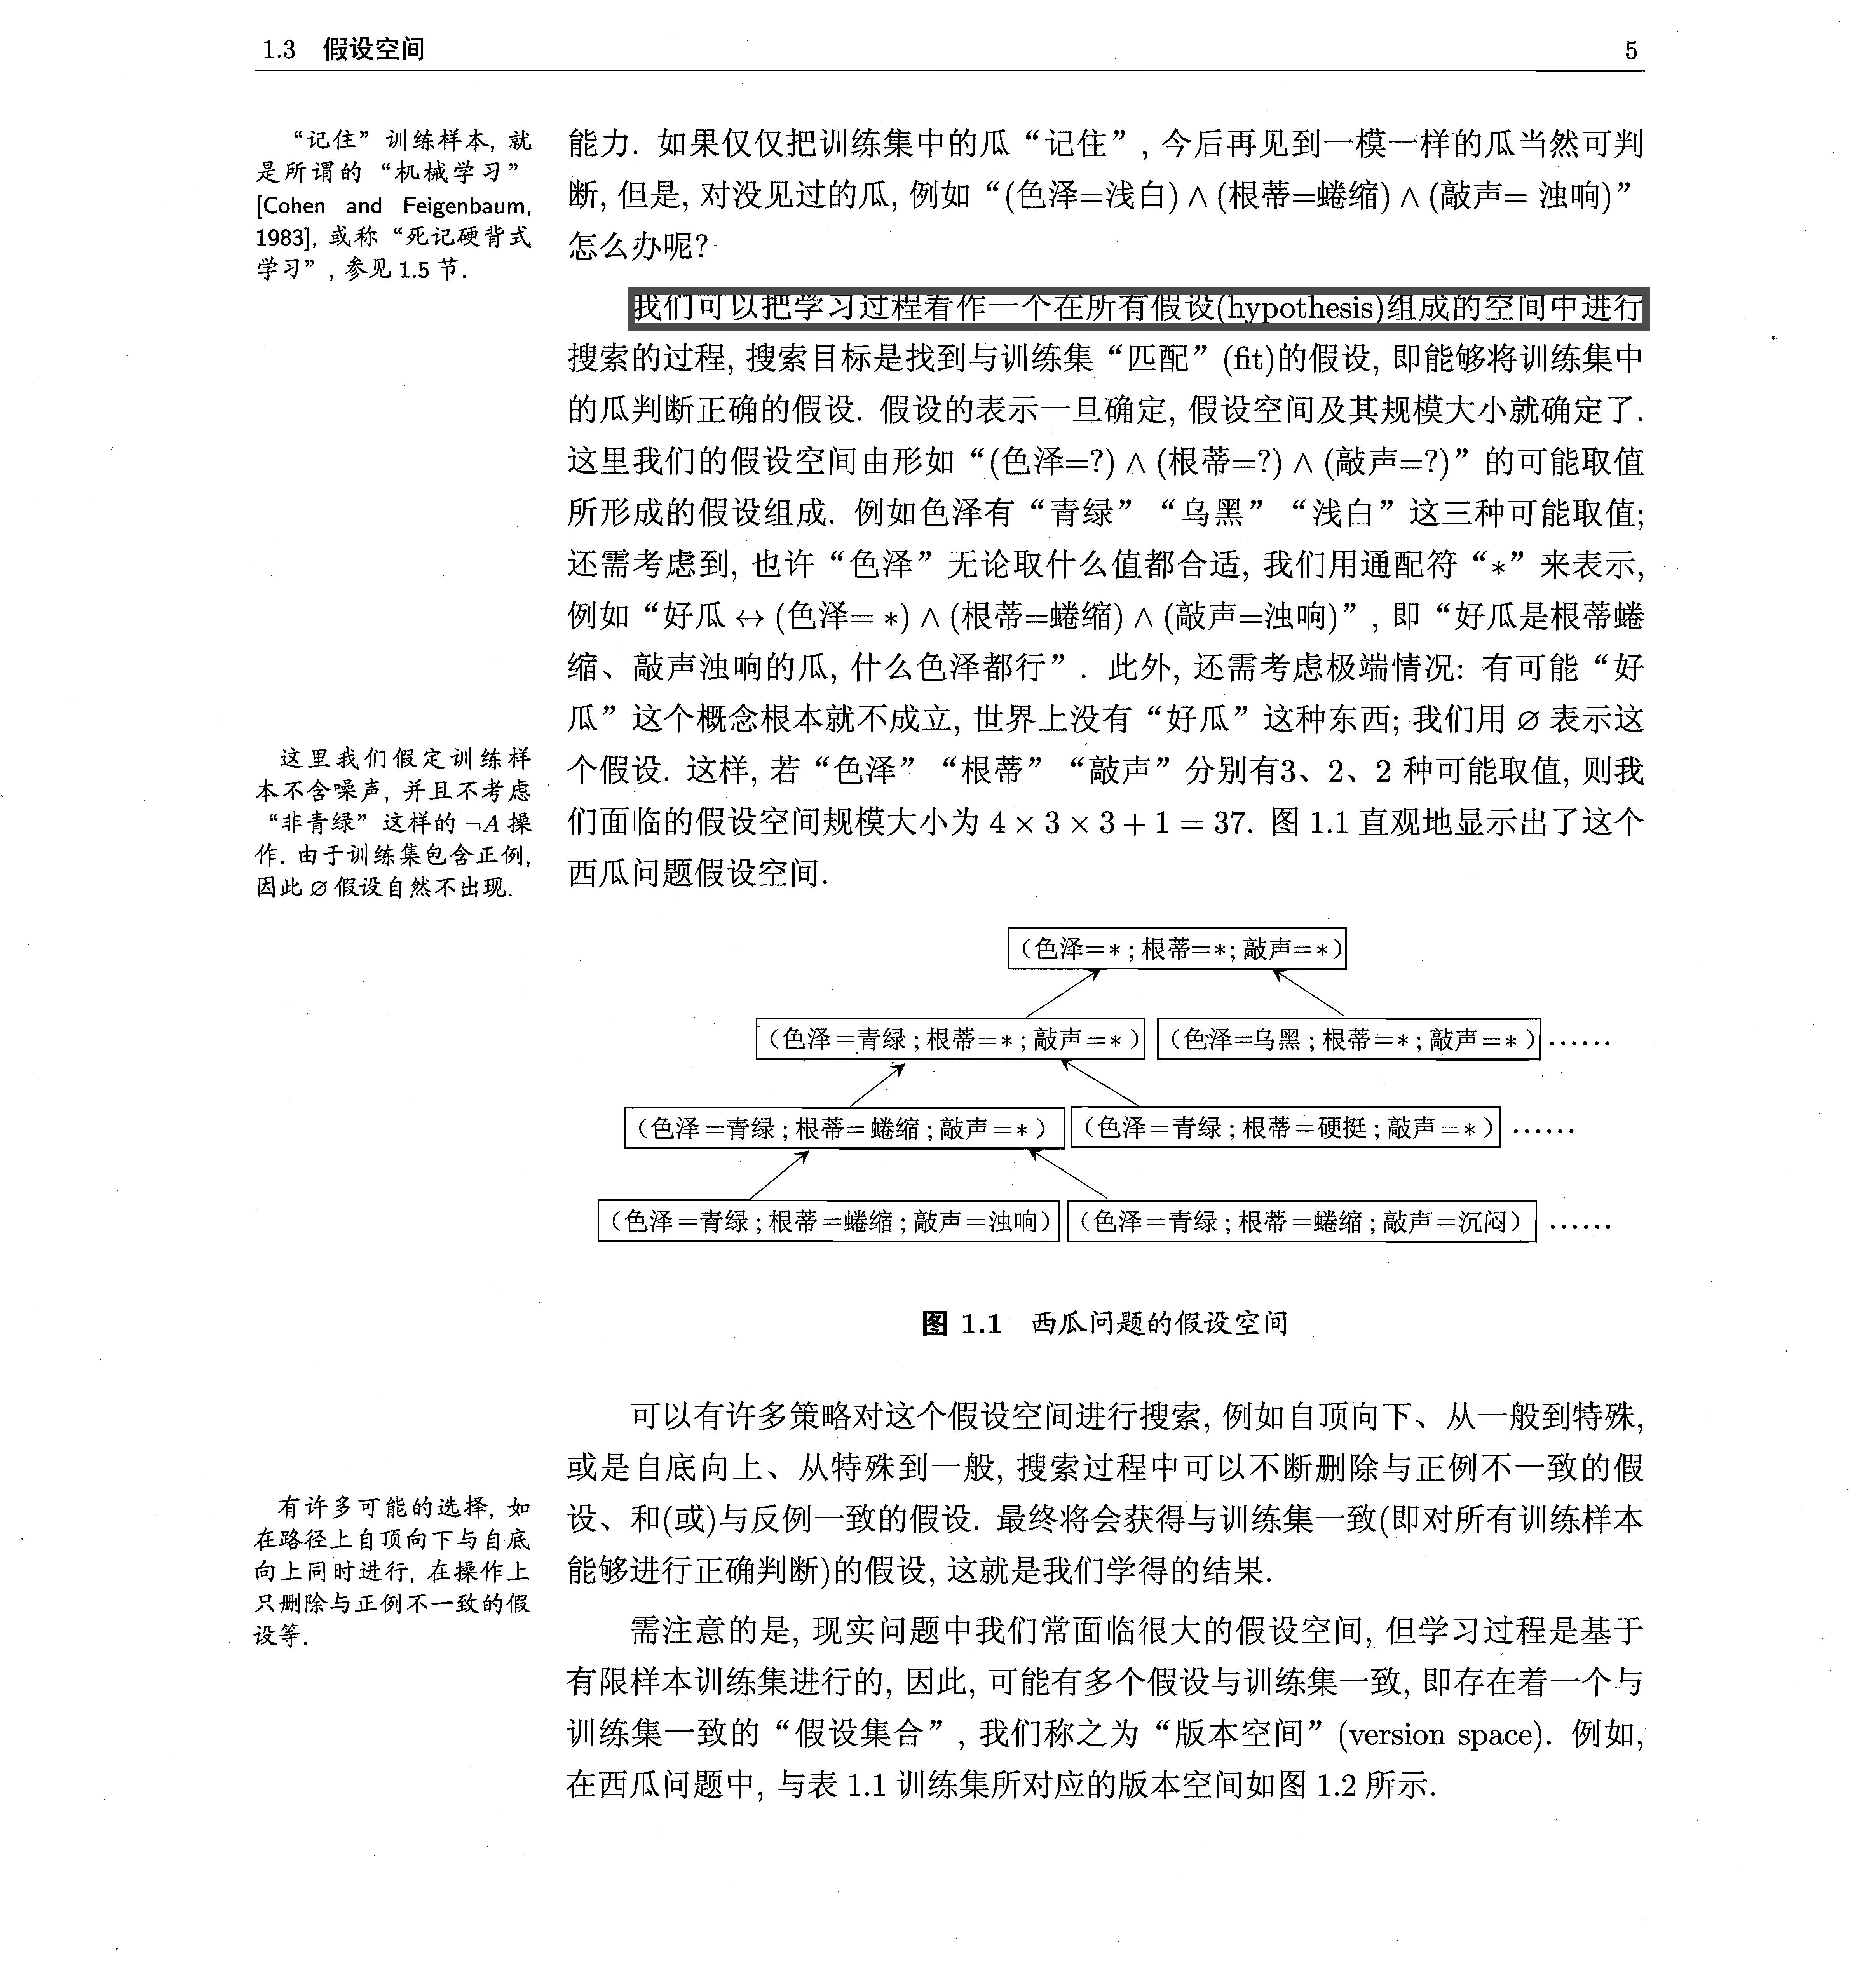 1.3 假设空间 5
“记住” 训练样本, 就
是所谓的 “机械学习”
[Cohen and Feigenbaum,
1983], 或称 “死记硬背式
学习” , 参见 1.5 节.
能力. 如果仅仅把训练集中的瓜 “记住” , 今后再见到一模一样的瓜当然可判
断, 但是, 对没见过的瓜, 例如 “(色泽=浅白) ∧ (根蒂=蜷缩) ∧ (敲声= 浊响)”
怎么办呢?
我们可以把学习过程看作一个在所有假设(hypothesis)组成的空间中进行
搜索的过程, 搜索目标是找到与训练集 “匹配” (fit)的假设, 即能够将训练集中
的瓜判断正确的假设. 假设的表示一旦确定, 假设空间及其规模大小就确定了.
这里我们的假设空间由形如 “(色泽=?) ∧ (根蒂=?) ∧ (敲声=?)” 的可能取值
所形成的假设组成. 例如色泽有 “青绿” “乌黑” “浅白” 这三种可能取值;
还需考虑到, 也许 “色泽” 无论取什么值都合适, 我们用通配符 “*” 来表示,
例如 “好瓜 ↔ (色泽= *) ∧ (根蒂=蜷缩) ∧ (敲声=浊响)” , 即 “好瓜是根蒂蜷
缩、敲声浊响的瓜, 什么色泽都行” . 此外, 还需考虑极端情况: 有可能 “好
瓜” 这个概念根本就不成立, 世界上没有 “好瓜” 这种东西; 我们用 ∅ 表示这
个假设. 这样, 若 “色泽” “根蒂” “敲声” 分别有3、2、2 种可能取值, 则我
们面临的假设空间规模大小为 4 × 3 × 3 + 1 = 37. 图 1.1 直观地显示出了这个
西瓜问题假设空间.
这里我们假定训练样
本不含噪声, 并且不考虑
“非青绿” 这样的 ¬A 操
作. 由于训练集包含正例,
因此 ∅ 假设自然不出现.
（色泽=*；根蒂=*；敲声=*）
（色泽=青绿；根蒂=*；敲声=*） （色泽=乌黑；根蒂=*；敲声=*） ......
（色泽=青绿；根蒂=蜷缩；敲声=*） （色泽=青绿；根蒂=硬挺；敲声=*） ......
（色泽=青绿；根蒂=蜷缩；敲声=浊响） （色泽=青绿；根蒂=蜷缩；敲声=沉闷） ......
图 1.1 西瓜问题的假设空间
可以有许多策略对这个假设空间进行搜索, 例如自顶向下、从一般到特殊,
或是自底向上、从特殊到一般, 搜索过程中可以不断删除与正例不一致的假
设、和(或)与反例一致的假设. 最终将会获得与训练集一致(即对所有训练样本
能够进行正确判断)的假设, 这就是我们学得的结果.
有许多可能的选择, 如
在路径上自顶向下与自底
向上同时进行, 在操作上
只删除与正例不一致的假
设等.
需注意的是, 现实问题中我们常面临很大的假设空间, 但学习过程是基于
有限样本训练集进行的, 因此, 可能有多个假设与训练集一致, 即存在着一个与
训练集一致的 “假设集合” , 我们称之为 “版本空间” (version space). 例如,
在西瓜问题中, 与表 1.1 训练集所对应的版本空间如图 1.2 所示.